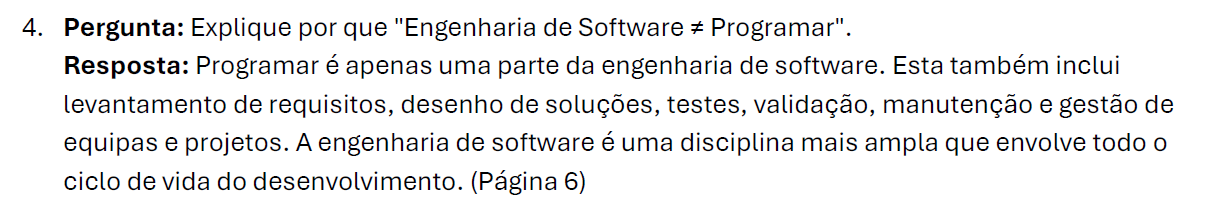 4. Pergunta: Explique por que "Engenharia de Software ≠ Programar".
Resposta: Programar é apenas uma parte da engenharia de software. Esta também inclui
levantamento de requisitos, desenho de soluções, testes, validação, manutenção e gestão de
equipas e projetos. A engenharia de software é uma disciplina mais ampla que envolve todo o
ciclo de vida do desenvolvimento. (Página 6)